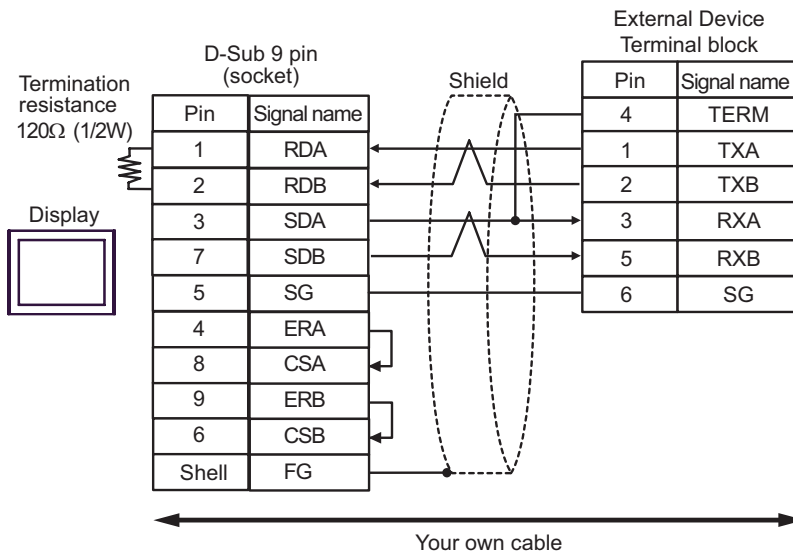 External Device
Terminal block
D-Sub 9 pin
(socket)
Shield
Termination
resistance
120Ω (1/2W)
Display
Pin Signal name
1 RDA
2 RDB
3 SDA
7 SDB
5 SG
4 ERA
8 CSA
9 ERB
6 CSB
Shell FG
Pin Signal name
4 TERM
1 TXA
2 TXB
3 RXA
5 RXB
6 SG
Your own cable